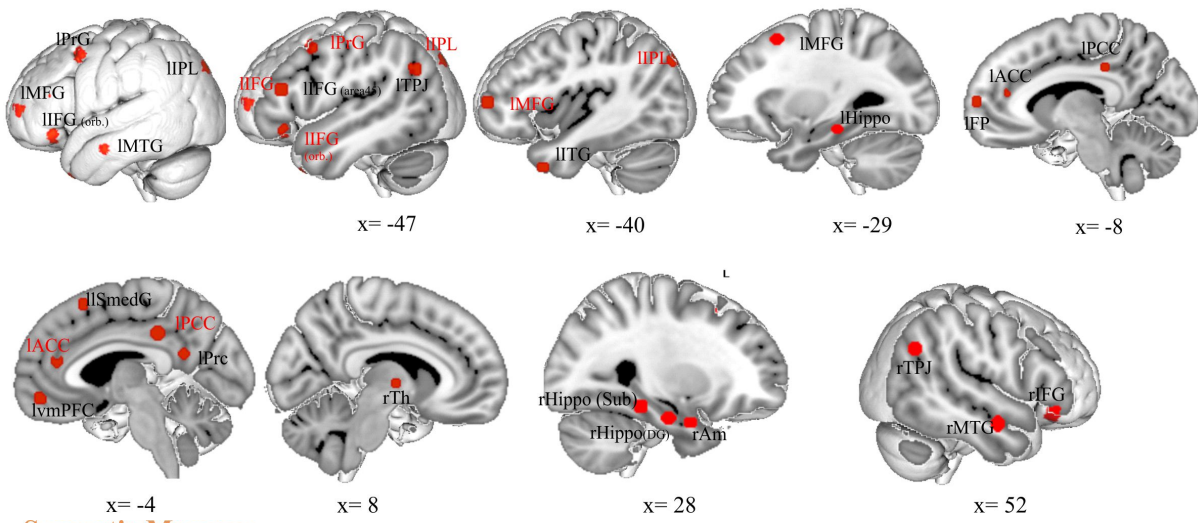 lPrG
lIPL
lMFG
lIFG (orb.)
lMTG
lPrG
lIPL
lIFG
lIFG (area45)
lTPJ
lIFG
(orb.)
x= -47
lIPL
lMFG
lITG
x= -40
lMFG
lHippo
x= -29
lPCC
lACC
lFP
x= -8
llSmedG
lPCC
lACC
lPrc
lvmPFC
x= -4
rTh
x= 8
L
rHippo (Sub)
rHippo(DG)
rAm
x= 28
rTPJ
rIFG
rMTG
x= 52